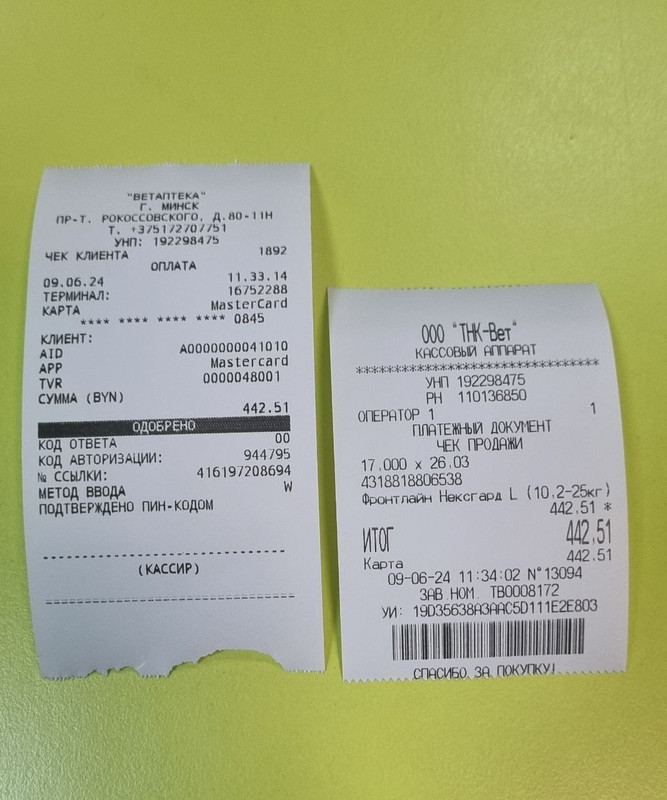 "ВЕТАПТЕКА"
Г. МИНСК
ПР-Т. РОКОССОВСКОГО, Д.80-11Н
Т. +375172707751
УНП: 192298475
ЧЕК КЛИЕНТА 1892
ОПЛАТА
09.06.24 11.33.14
ТЕРМИНАЛ: 16752288
КАРТА MasterCard
**** **** **** **** 0845
КЛИЕНТ:
AID A0000000041010
APP Mastercard
TVR 0000048001
СУММА (BYN)
442.51
ОДОБРЕНО
КОД ОТВЕТА 00
КОД АВТОРИЗАЦИИ: 944795
№ ССЫЛКИ: 416197208694
МЕТОД ВВОДА W
ПОДТВЕРЖДЕНО ПИН-КОДОМ
(КАССИР)
ООО "ТНК-Вет"
КАССОВЫЙ АППАРАТ
***********************************
УНП 192298475
РН 110136850
ОПЕРАТОР 1 1
ПЛАТЕЖНЫЙ ДОКУМЕНТ
ЧЕК ПРОДАЖИ
17.000 x 26.03
4318818806538
Фронтлайн Нексгард L (10.2-25кг)
442.51 *
ИТОГ 442.51
Карта 442.51
09-06-24 11:34:02 N°13094
ЗАВ.НОМ. ТВ0008172
УИ: 19D35638A3AAC5D111E2E803
СПАСИБО ЗА ПОКУПКУ!